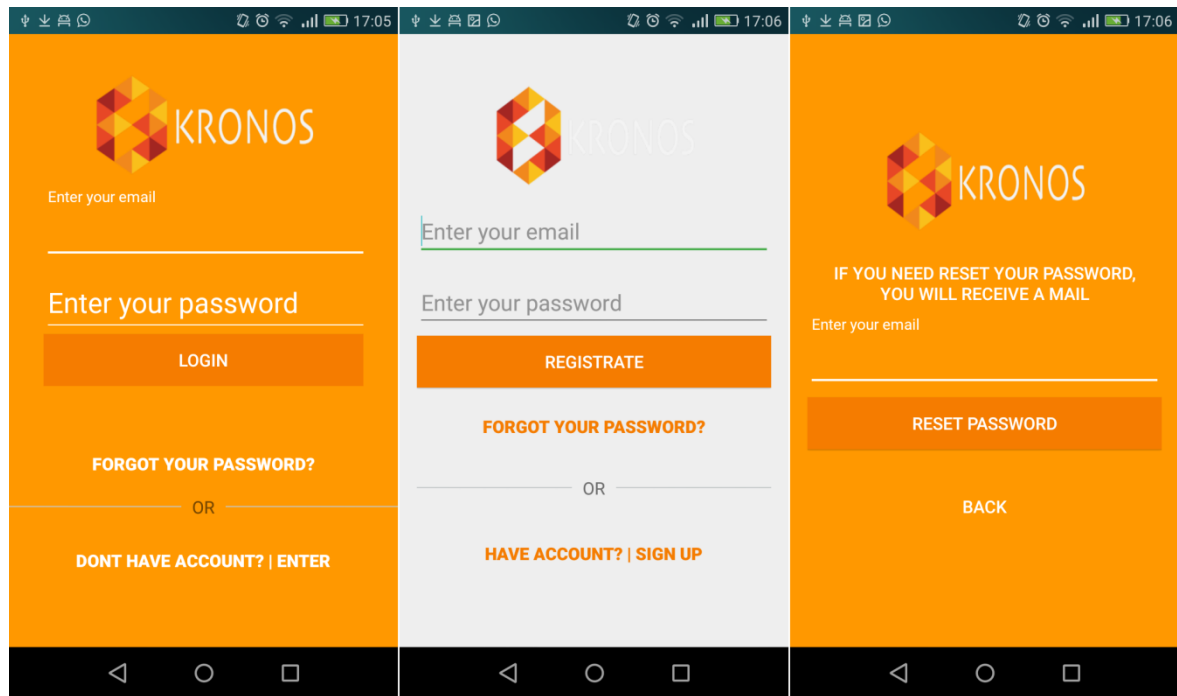 17:05
KRONOS
Enter your email
Enter your password
LOGIN
FORGOT YOUR PASSWORD?
OR
DONT HAVE ACCOUNT? | ENTER
17:06
KRONOS
Enter your email
Enter your password
REGISTRATE
FORGOT YOUR PASSWORD?
OR
HAVE ACCOUNT? | SIGN UP
17:06
KRONOS
IF YOU NEED RESET YOUR PASSWORD,
YOU WILL RECEIVE A MAIL
Enter your email
RESET PASSWORD
BACK